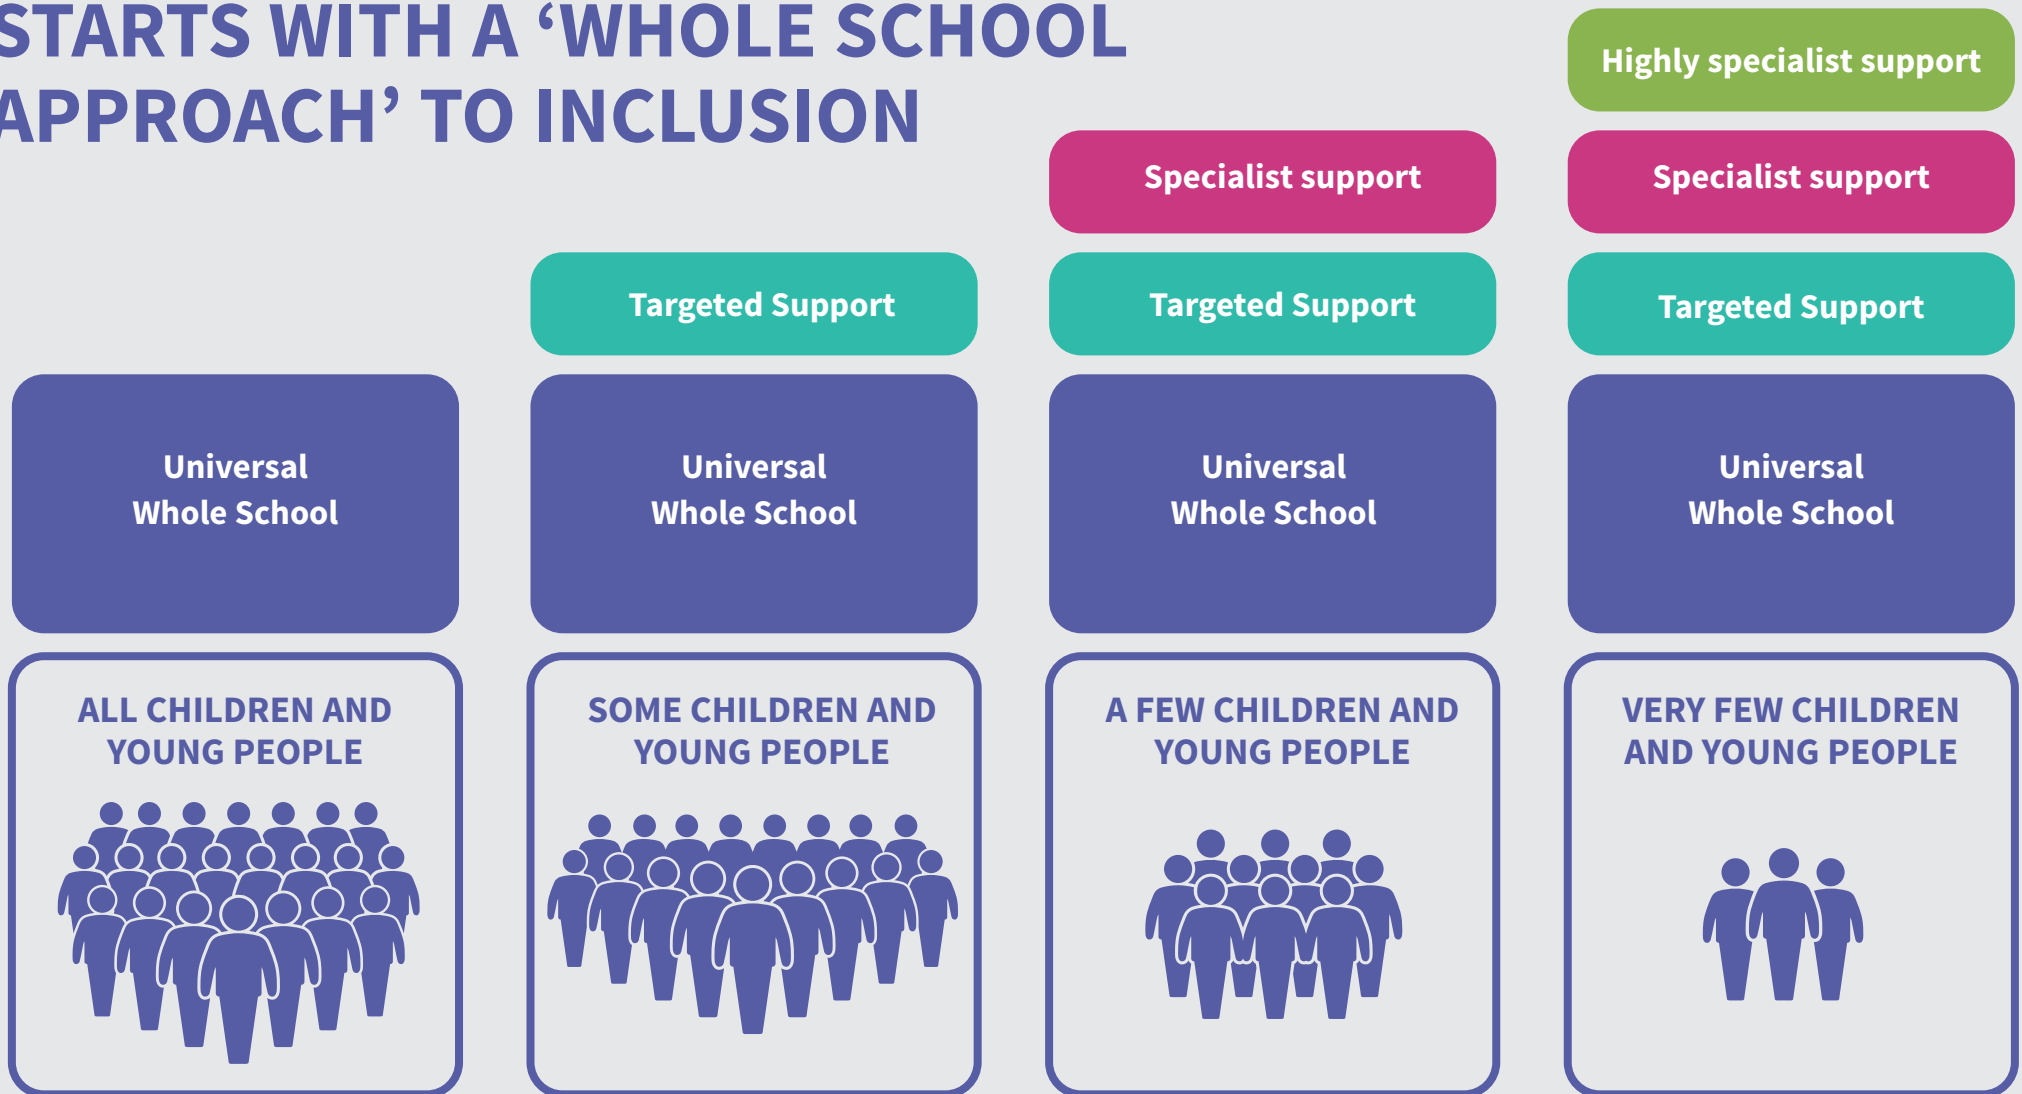 STARTS WITH A ‘WHOLE SCHOOL
APPROACH’ TO INCLUSION
Highly specialist support
Specialist support
Specialist support
Targeted Support
Targeted Support
Targeted Support
Universal
Whole School
Universal
Whole School
Universal
Whole School
Universal
Whole School
ALL CHILDREN AND
YOUNG PEOPLE
SOME CHILDREN AND
YOUNG PEOPLE
A FEW CHILDREN AND
YOUNG PEOPLE
VERY FEW CHILDREN
AND YOUNG PEOPLE